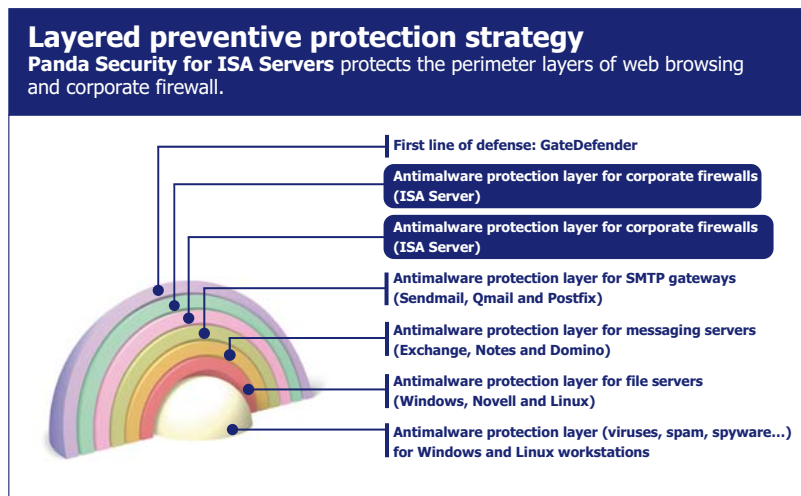 Layered preventive protection strategy
Panda Security for ISA Servers protects the perimeter layers of web browsing
and corporate firewall.
First line of defense: GateDefender
Antimalware protection layer for corporate firewalls
(ISA Server)
Antimalware protection layer for corporate firewalls
(ISA Server)
Antimalware protection layer for SMTP gateways
(Sendmail, Qmail and Postfix)
Antimalware protection layer for messaging servers
(Exchange, Notes and Domino)
Antimalware protection layer for file servers
(Windows, Novell and Linux)
Antimalware protection layer (viruses, spam, spyware...)
for Windows and Linux workstations